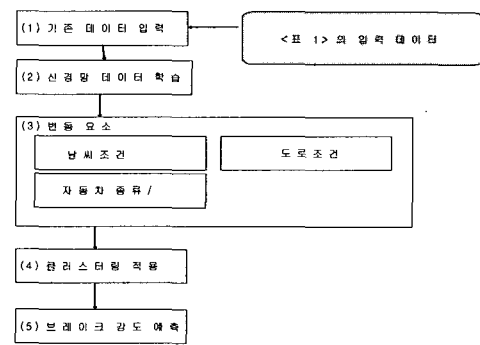 (1) 기존 데이터 입력
<표 1>의 입력 데이터
(2) 신경망 데이터 학습
(3) 변동 요소
날씨조건
도로조건
자동차 종류/
(4) 클러스터링 적용
(5) 브레이크 강도 예측